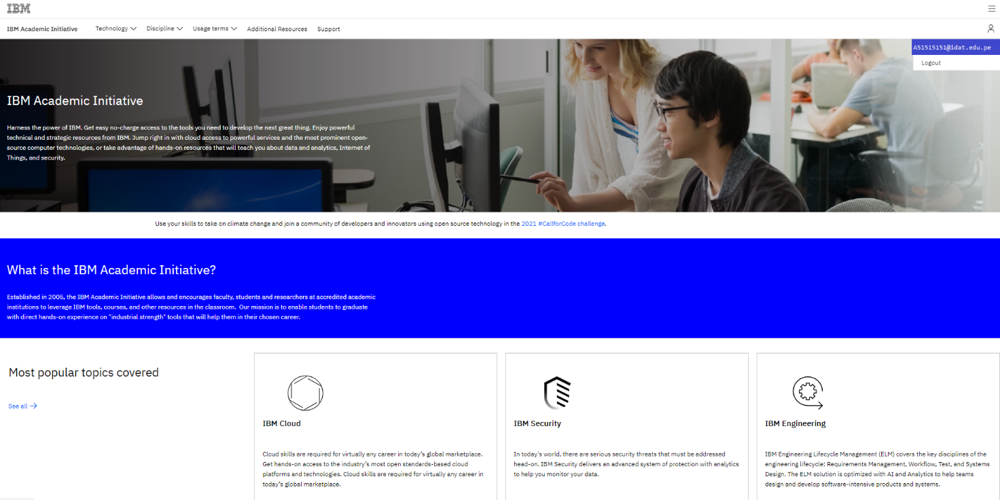 IBM
IBM Academic Initiative
Technology
Discipline
Usage terms
Additional Resources
Support
A51515151@idat.edu.pe
Logout
IBM Academic Initiative
Harness the power of IBM. Get easy no-charge access to the tools you need to develop the next great thing. Enjoy powerful
technical and strategic resources from IBM. Jump right in with cloud access to powerful services and the most prominent open-
source computer technologies, or take advantage of hands-on resources that will teach you about data and analytics, Internet of
Things, and security.
Use your skills to take on climate change and join a community of developers and innovators using open source technology in the 2021 #CallforCode challenge.
What is the IBM Academic Initiative?
Established in 2005, the IBM Academic Initiative allows and encourages faculty, students and researchers at accredited academic
institutions to leverage IBM tools, courses, and other resources in the classroom. Our mission is to enable students to graduate
with direct hands-on experience on "industrial strength" tools that will help them in their chosen career.
Most popular topics covered
See all
IBM Cloud
Cloud skills are required for virtually any career in today's global marketplace.
Get hands-on access to the industry's most open standards-based cloud
platforms and technologies. Cloud skills are required for virtually any career in
today's global marketplace.
IBM Security
In today's world, there are serious security threats that must be addressed
head-on. IBM Security delivers an advanced system of protection with analytics
to help you monitor your data.
IBM Engineering
IBM Engineering Lifecycle Management (ELM) covers the key disciplines of the
engineering lifecycle: Requirements Management, Workflow, Test, and Systems
Design. The ELM solution is optimized with AI and Analytics to help teams
design and develop software-intensive products and systems.